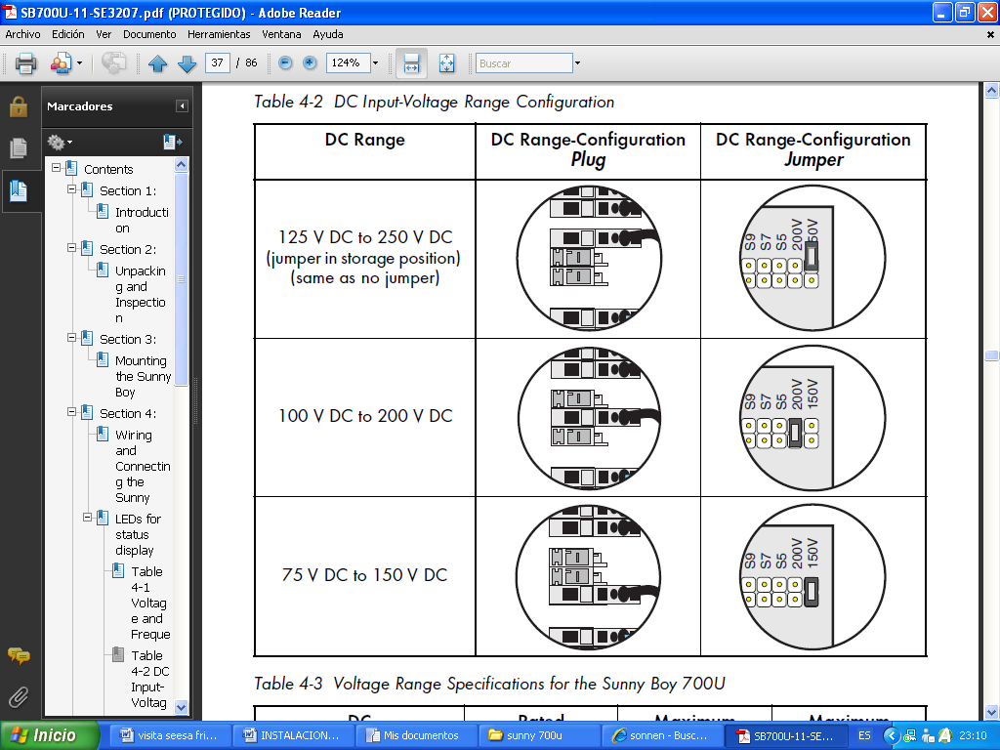 SB700U-11-SE3207.pdf (PROTEGIDO) - Adobe Reader
Archivo Edición Ver Documento Herramientas Ventana Ayuda
37 / 86 124% Buscar
Marcadores
Contents
Section 1:
Introducti
on
Section 2:
Unpackin
g and
Inspectio
n
Section 3:
Mounting
the Sunny
Boy
Section 4:
Wiring
and
Connectin
g the
Sunny
LEDs for
status
display
Table
4-1
Voltag
e and
Freque
Table
4-2 DC
Input-
Voltag
Table 4-2 DC Input-Voltage Range Configuration
DC Range
DC Range-Configuration
Plug
DC Range-Configuration
Jumper
125 V DC to 250 V DC
(jumper in storage position)
(same as no jumper)
S9
S7
S5
200V
150V
100 V DC to 200 V DC
S9
S7
S5
200V
150V
75 V DC to 150 V DC
S9
S7
S5
200V
150V
Table 4-3 Voltage Range Specifications for the Sunny Boy 700U
DC Rated Maximum Maximum
Inicio
visita seesa fri...
INSTALACION...
Mis documentos
sunny 700u
sonnen - Busc...
SB700U-11-SE...
ES
23:10